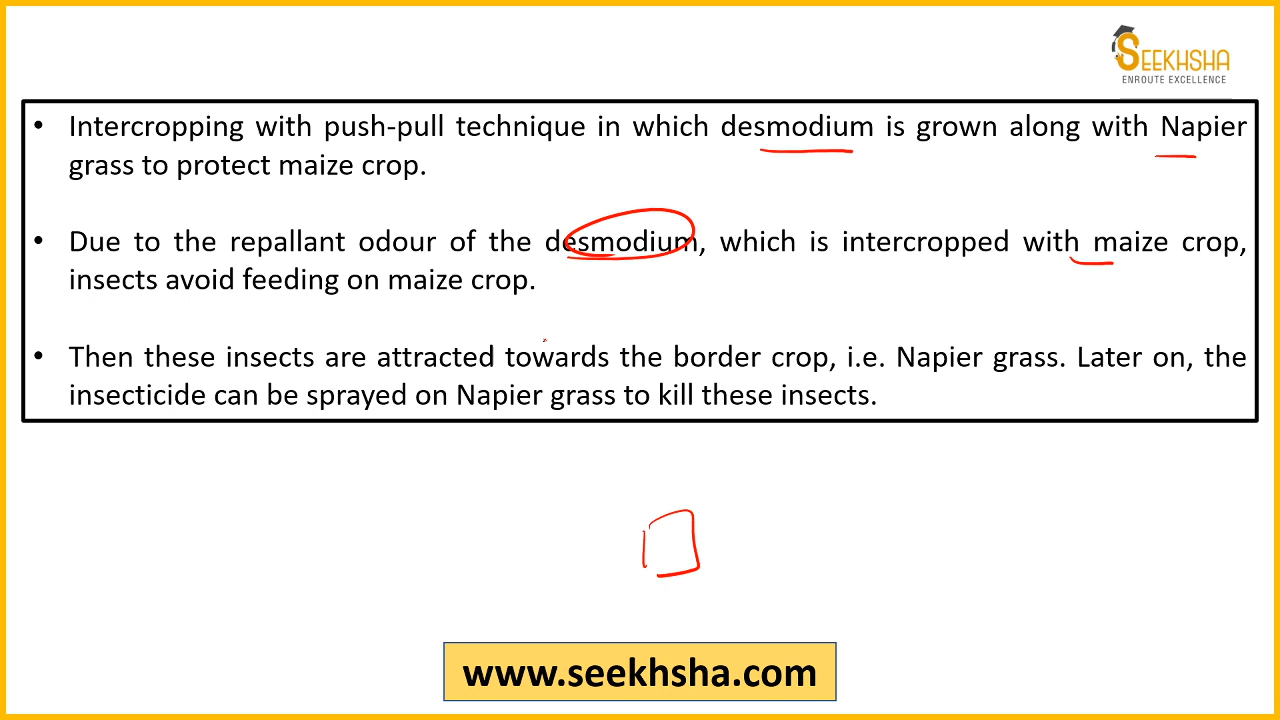 SEEKHSHA
ENROUTE EXCELLENCE
• Intercropping with push-pull technique in which desmodium is grown along with Napier
grass to protect maize crop.
• Due to the repallant odour of the desmodium, which is intercropped with maize crop,
insects avoid feeding on maize crop.
• Then these insects are attracted towards the border crop, i.e. Napier grass. Later on, the
insecticide can be sprayed on Napier grass to kill these insects.
www.seekhsha.com